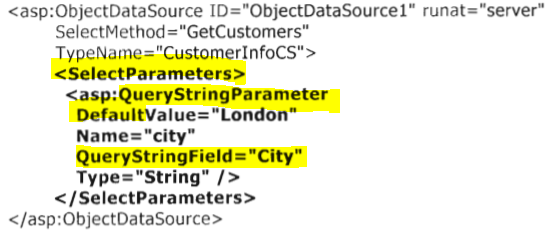 <asp:ObjectDataSource ID="ObjectDataSource1" runat="server"
SelectMethod="GetCustomers"
TypeName="CustomerInfoCS">
<SelectParameters>
<asp:QueryStringParameter
DefaultValue="London"
Name="city"
QueryStringField="City"
Type="String" />
</SelectParameters>
</asp:ObjectDataSource>